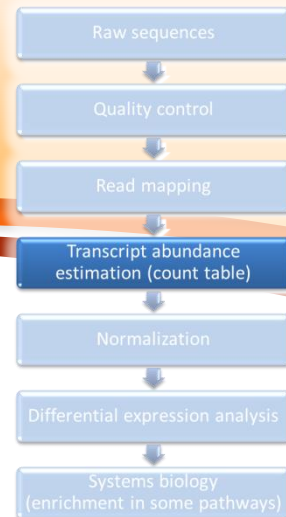 Raw sequences
Quality control
Read mapping
Transcript abundance
estimation (count table)
Normalization
Differential expression analysis
Systems biology
(enrichment in some pathways)